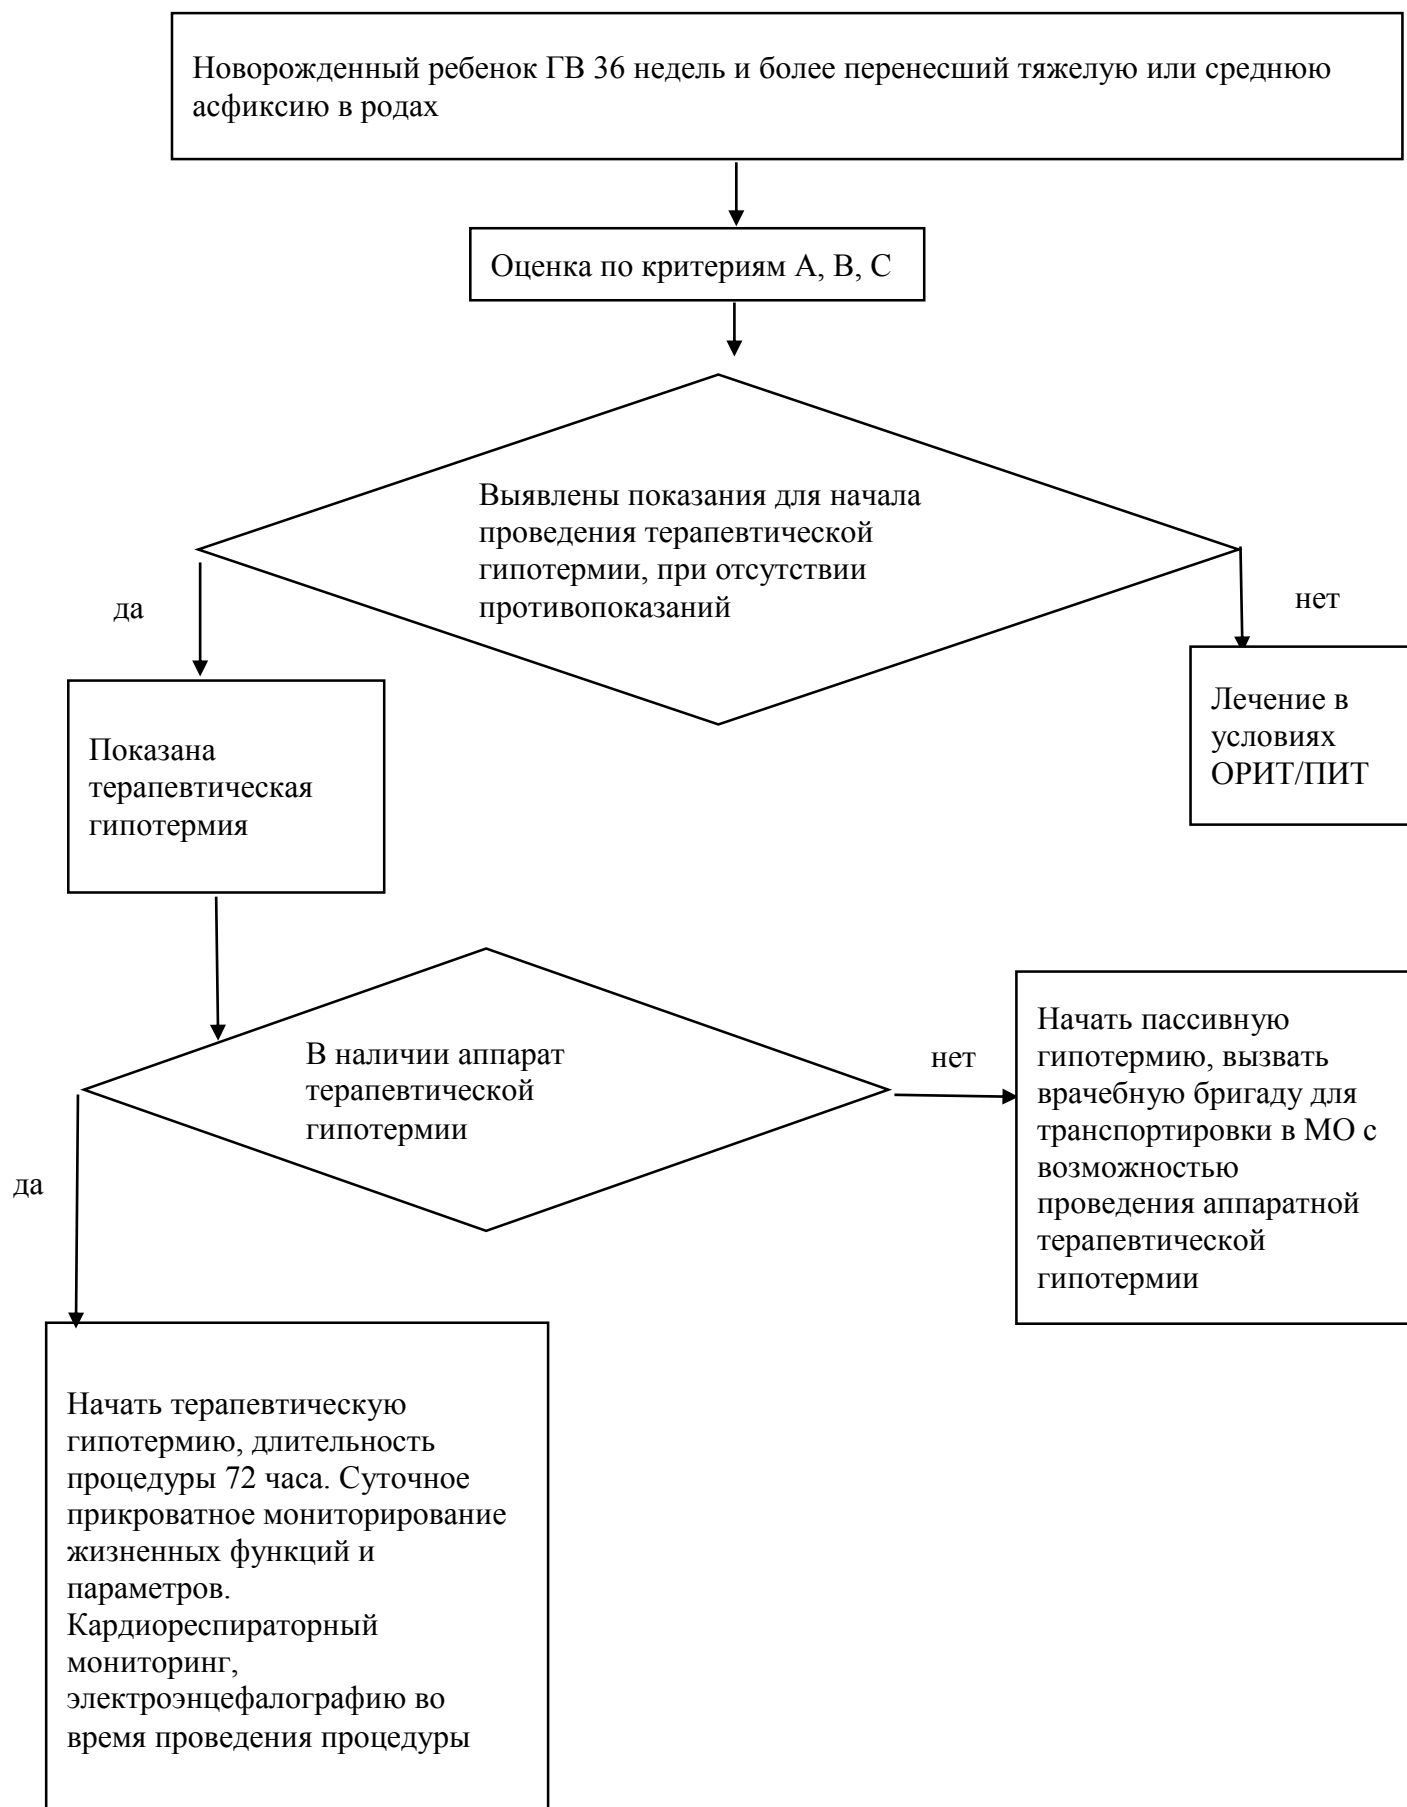 Новорожденный ребенок ГВ 36 недель и более перенесший тяжелую или среднюю
асфиксию в родах
Оценка по критериям А, В, С
Выявлены показания для начала
проведения терапевтической
гипотермии, при отсутствии
противопоказаний
да
нет
Показана
терапевтическая
гипотермия
Лечение в
условиях
ОРИТ/ПИТ
В наличии аппарат
терапевтической
гипотермии
нет
Начать пассивную
гипотермию, вызвать
врачебную бригаду для
транспортировки в МО с
возможностью
проведения аппаратной
терапевтической
гипотермии
да
Начать терапевтическую
гипотермию, длительность
процедуры 72 часа. Суточное
прикроватное мониторирование
жизненных функций и
параметров.
Кардиореспираторный
мониторинг,
электроэнцефалографию во
время проведения процедуры